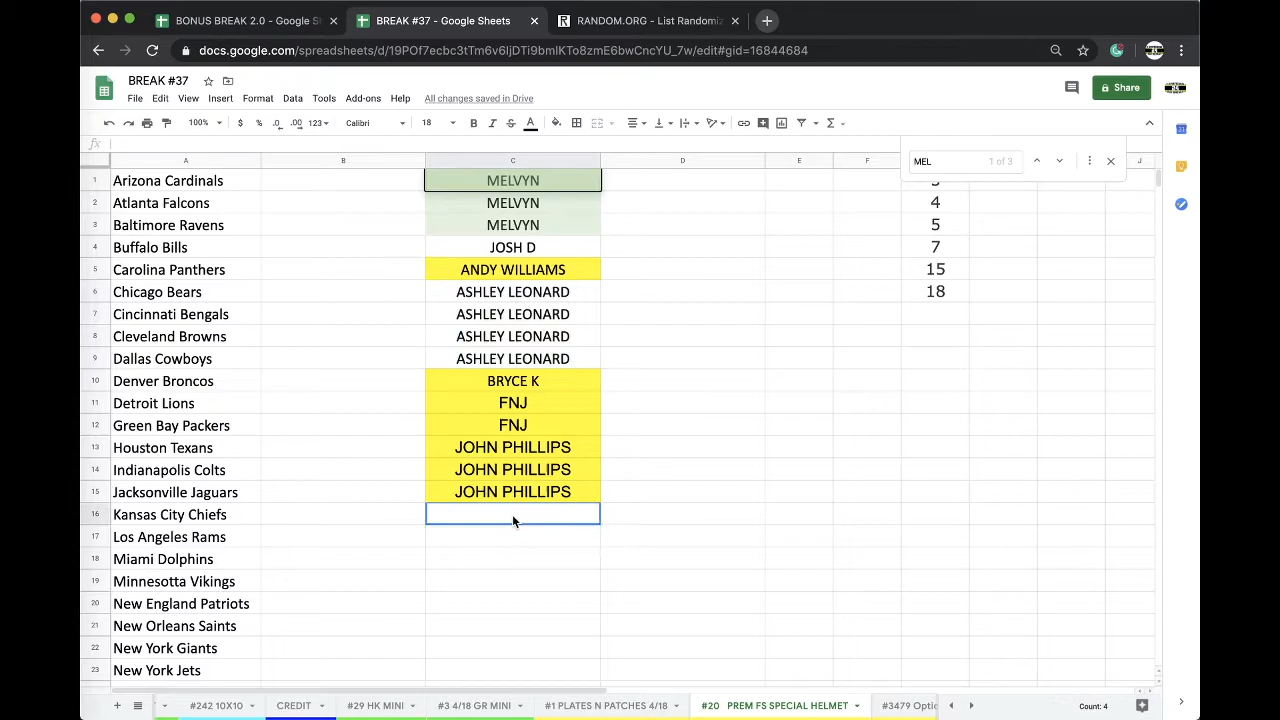 BONUS BREAK 2.0 - Google Sh
BREAK #37 - Google Sheets
RANDOM.ORG - List Randomiz
docs.google.com/spreadsheets/d/19POf7ecbc3tTm6v6IjDTi9bmIKTo8zmE6bwCncYU_7w/edit#gid=16844684
BREAK #37
File Edit View Insert Format Data Tools Add-ons Help All changes saved in Drive
Share
100% $ % .0 .00 123 Calibri 18 B I S A
fx
MEL 1 of 3
A B C D E F J
1 Arizona Cardinals MELVYN
2 Atlanta Falcons MELVYN 4
3 Baltimore Ravens MELVYN 5
4 Buffalo Bills JOSH D 7
5 Carolina Panthers ANDY WILLIAMS 15
6 Chicago Bears ASHLEY LEONARD 18
7 Cincinnati Bengals ASHLEY LEONARD
8 Cleveland Browns ASHLEY LEONARD
9 Dallas Cowboys ASHLEY LEONARD
10 Denver Broncos BRYCE K
11 Detroit Lions FNJ
12 Green Bay Packers FNJ
13 Houston Texans JOHN PHILLIPS
14 Indianapolis Colts JOHN PHILLIPS
15 Jacksonville Jaguars JOHN PHILLIPS
16 Kansas City Chiefs
17 Los Angeles Rams
18 Miami Dolphins
19 Minnesotta Vikings
20 New England Patriots
21 New Orleans Saints
22 New York Giants
23 New York Jets
#242 10X10 CREDIT #29 HK MINI #3 4/18 GR MINI #1 PLATES N PATCHES 4/18 #20 PREM FS SPECIAL HELMET #3479 Optic Count: 4